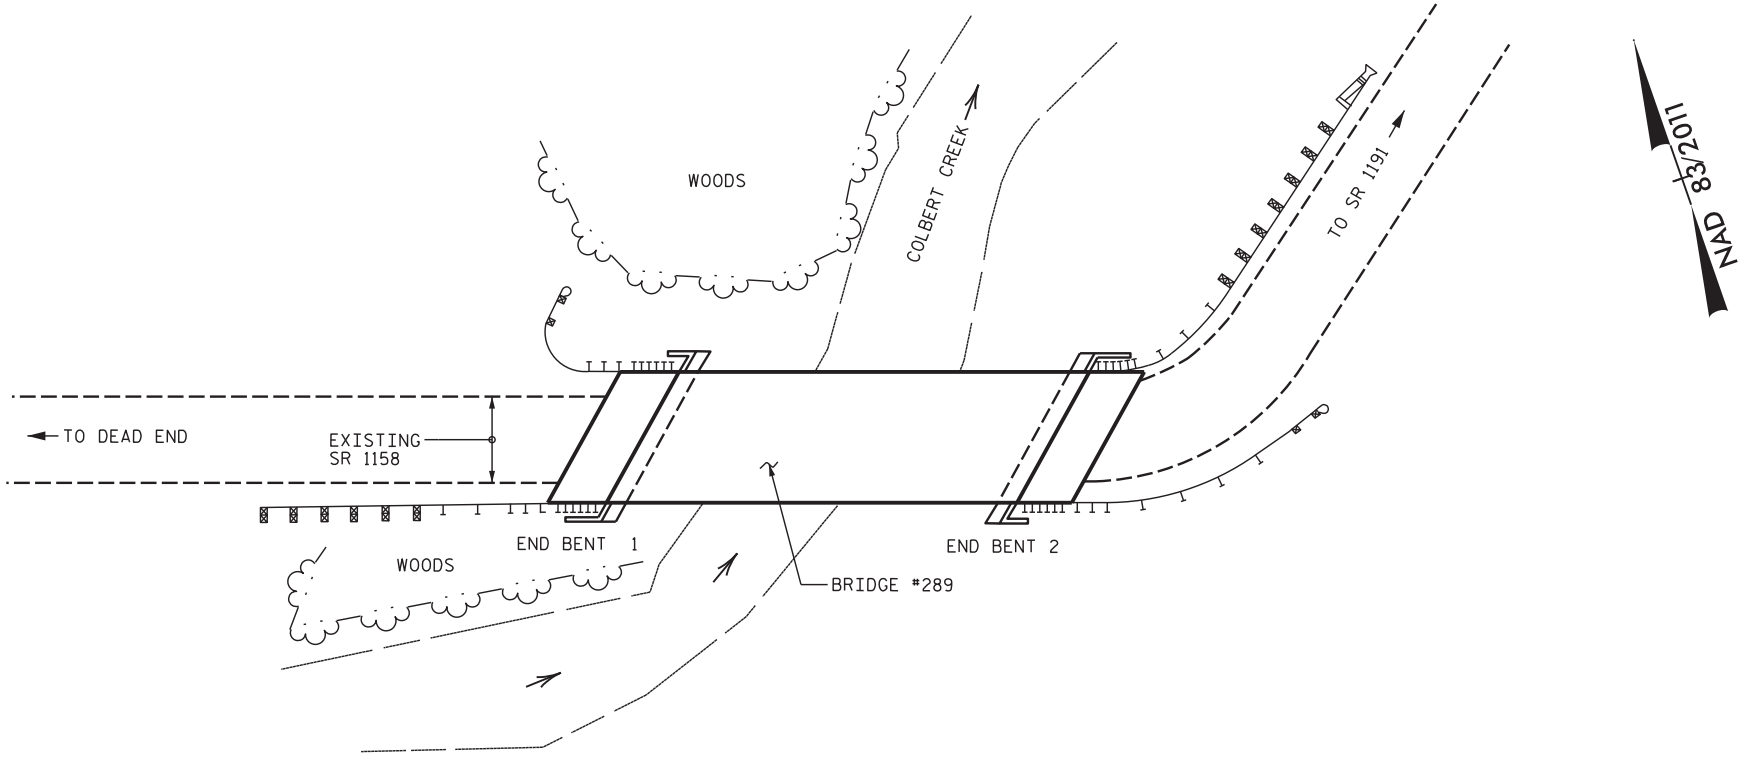 WOODS
COLBERT CREEK
TO SR 1191
NAD 83/2011
TO DEAD END
EXISTING
SR 1158
END BENT 1
END BENT 2
WOODS
BRIDGE #289